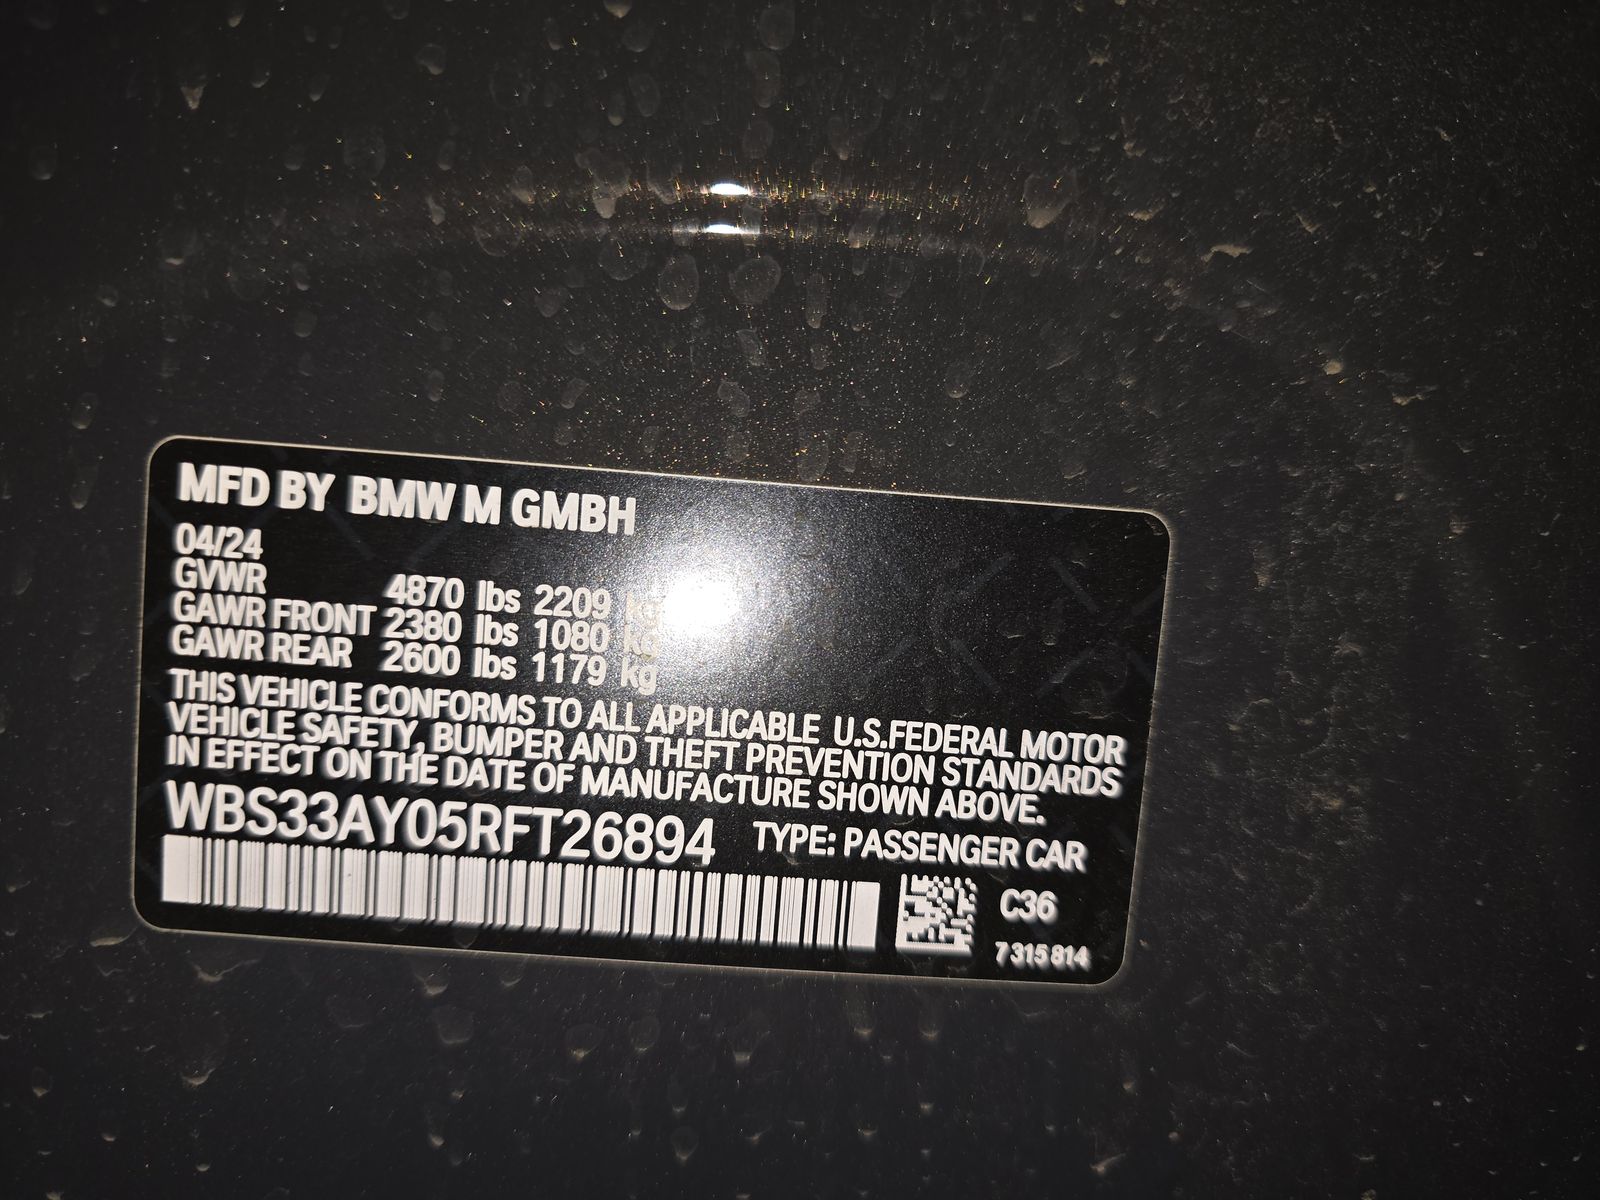 MFD BY BMW M GMBH
04/24
GVWR 4870 lbs 2209 kg
GAWR FRONT 2380 lbs 1080 kg
GAWR REAR 2600 lbs 1179 kg
THIS VEHICLE CONFORMS TO ALL APPLICABLE U.S.FEDERAL MOTOR
VEHICLE SAFETY, BUMPER AND THEFT PREVENTION STANDARDS
IN EFFECT ON THE DATE OF MANUFACTURE SHOWN ABOVE.
WBS33AY05RFT26894 TYPE: PASSENGER CAR
C36
7 315 814